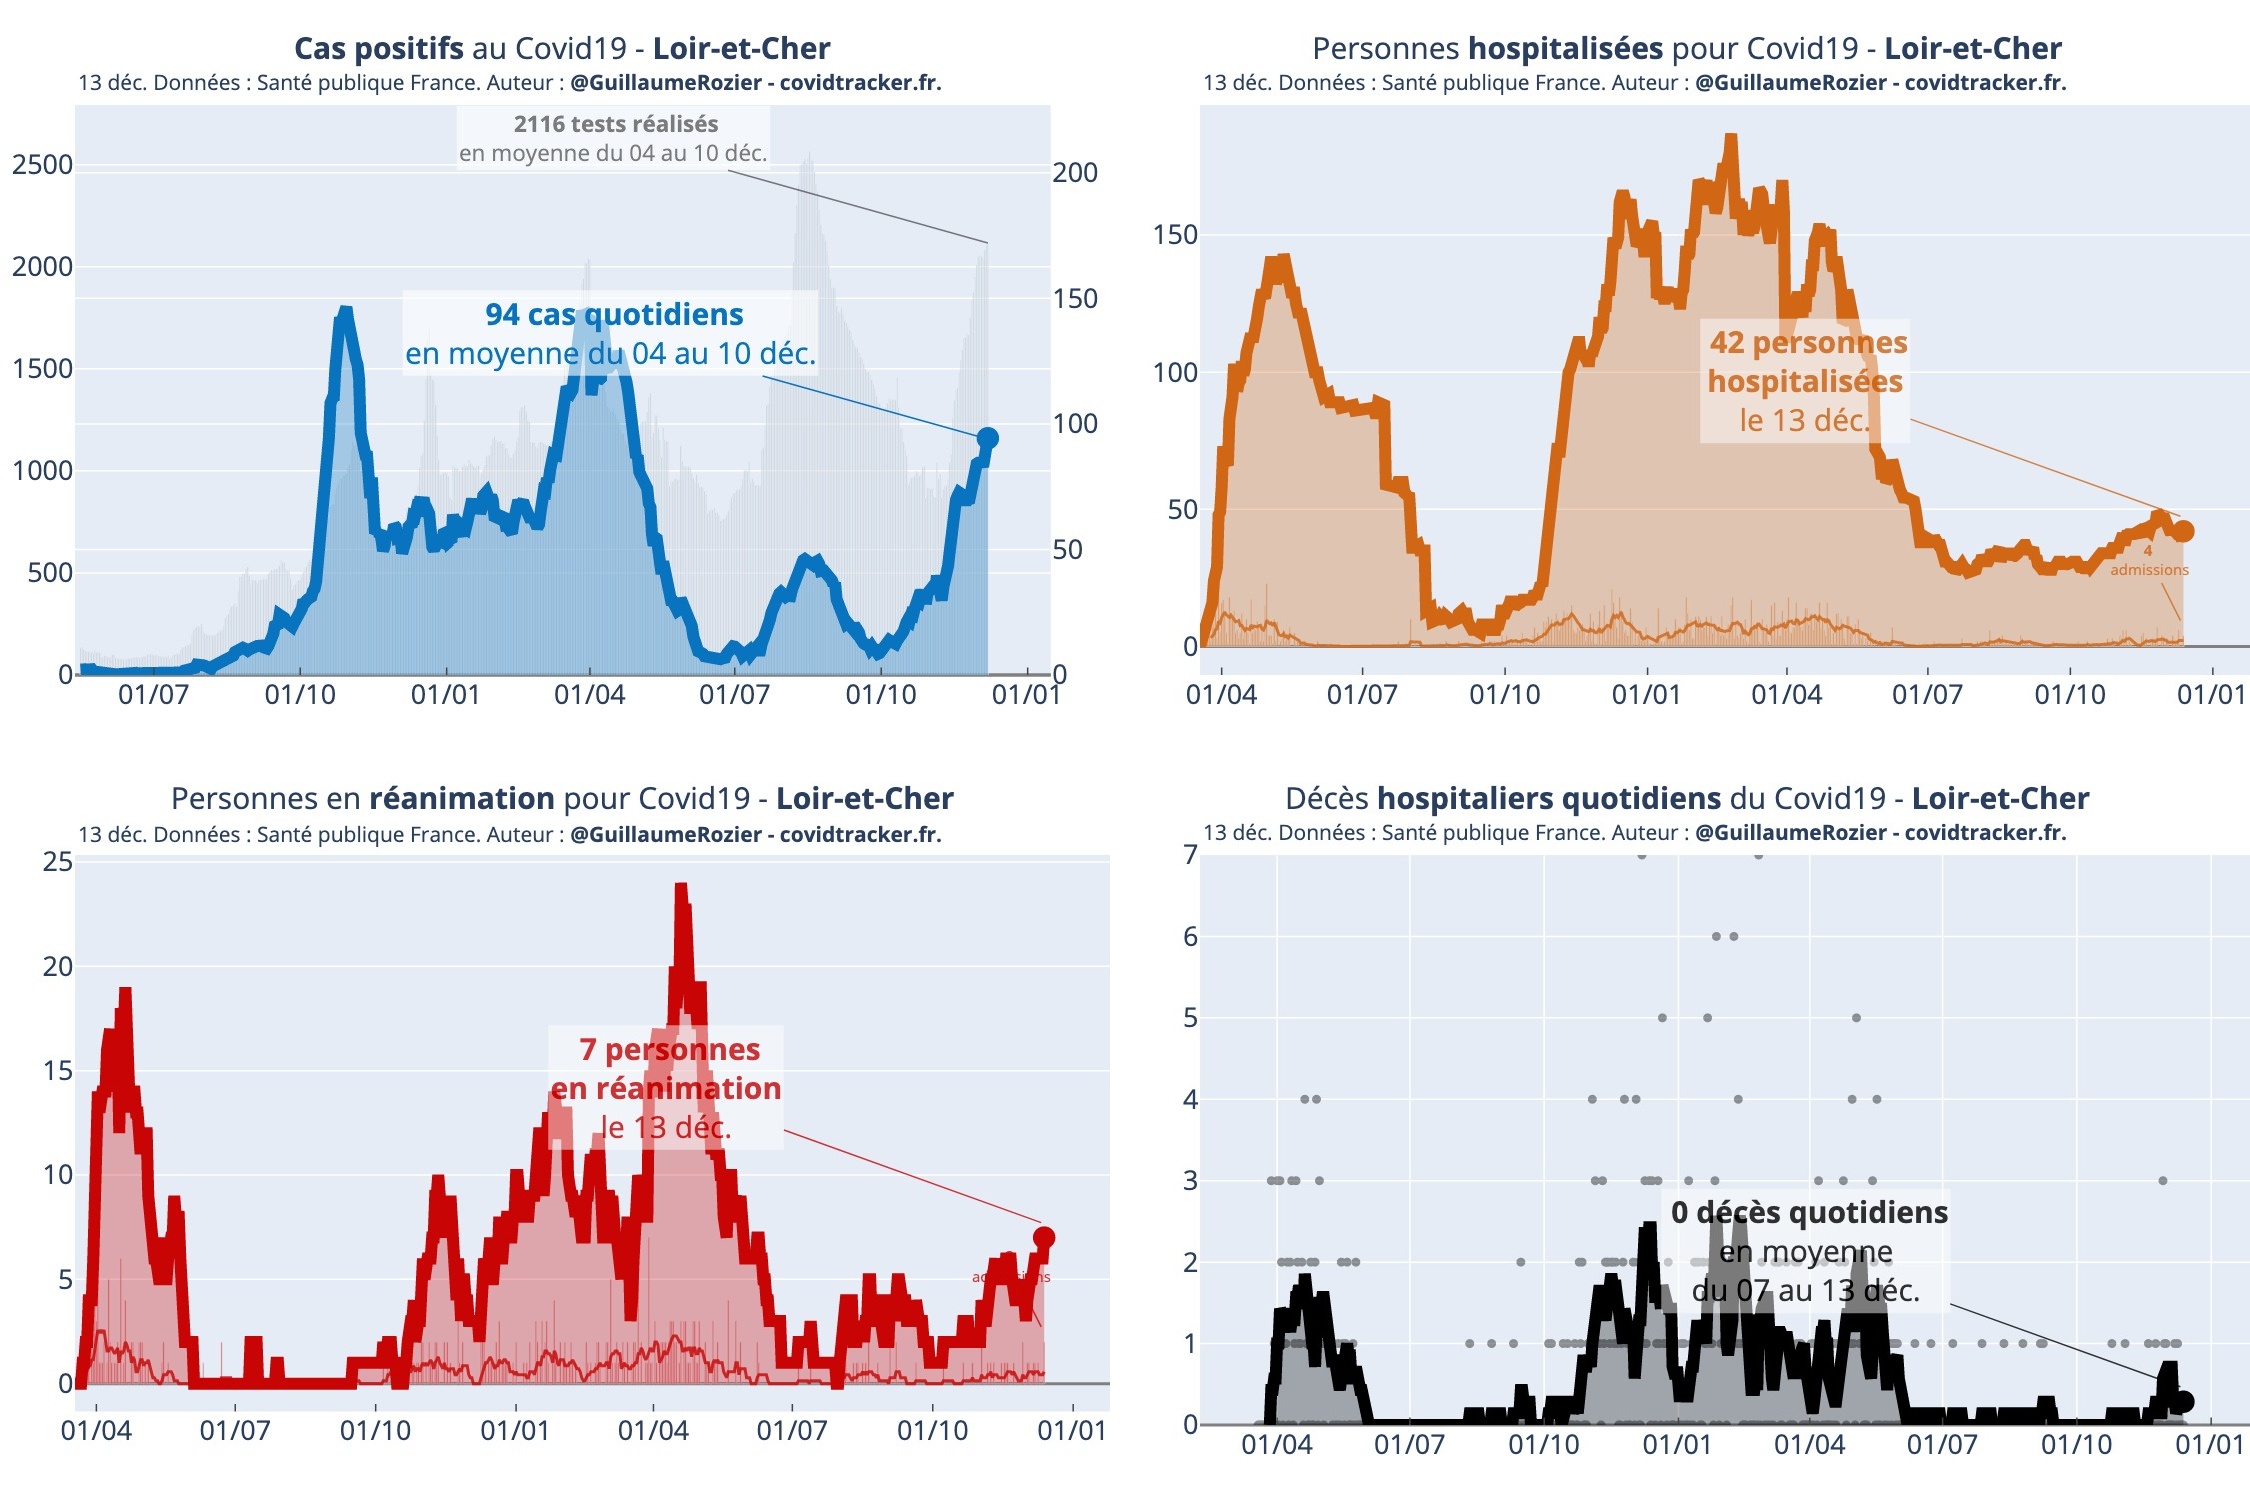 Cas positifs au Covid19 - Loir-et-Cher
13 déc. Données : Santé publique France. Auteur : @GuillaumeRozier - covidtracker.fr.
2116 tests réalisés
en moyenne du 04 au 10 déc.
94 cas quotidiens
en moyenne du 04 au 10 déc.
2500
2000
1500
1000
500
0
200
150
100
50
0
01/07
01/10
01/01
01/04
01/07
01/10
01/01
Personnes hospitalisées pour Covid19 - Loir-et-Cher
13 déc. Données : Santé publique France. Auteur : @GuillaumeRozier - covidtracker.fr.
42 personnes
hospitalisées
le 13 déc.
4
admissions
150
100
50
0
01/04
01/07
01/10
01/01
01/04
01/07
01/10
01/01
Personnes en réanimation pour Covid19 - Loir-et-Cher
13 déc. Données : Santé publique France. Auteur : @GuillaumeRozier - covidtracker.fr.
7 personnes
en réanimation
le 13 déc.
25
20
15
10
5
0
01/04
01/07
01/10
01/01
01/04
01/07
01/10
01/01
Décès hospitaliers quotidiens du Covid19 - Loir-et-Cher
13 déc. Données : Santé publique France. Auteur : @GuillaumeRozier - covidtracker.fr.
0 décès quotidiens
en moyenne
du 07 au 13 déc.
7
6
5
4
3
2
1
0
01/04
01/07
01/10
01/01
01/04
01/07
01/10
01/01